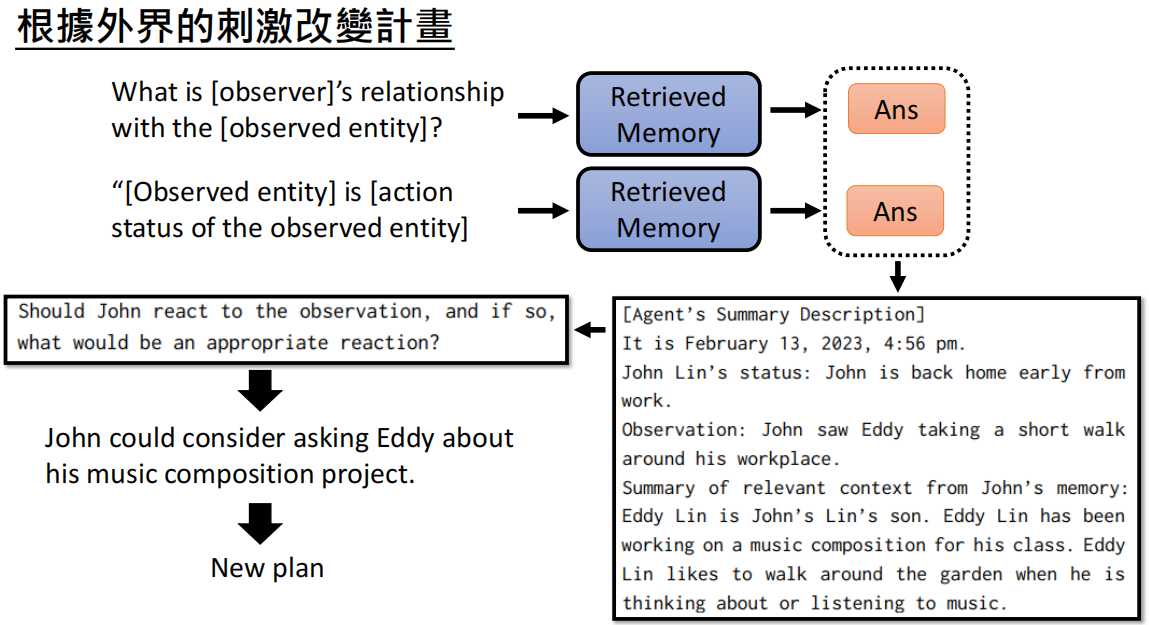 根據外界的刺激改變計畫
What is [observer]’s relationship
with the [observed entity]?
Retrieved
Memory
Ans
“[Observed entity] is [action
status of the observed entity]
Retrieved
Memory
Ans
[Agent’s Summary Description]
It is February 13, 2023, 4:56 pm.
John Lin’s status: John is back home early from
work.
Observation: John saw Eddy taking a short walk
around his workplace.
Summary of relevant context from John’s memory:
Eddy Lin is John’s Lin’s son. Eddy Lin has been
working on a music composition for his class. Eddy
Lin likes to walk around the garden when he is
thinking about or listening to music.
Should John react to the observation, and if so,
what would be an appropriate reaction?
John could consider asking Eddy about
his music composition project.
New plan